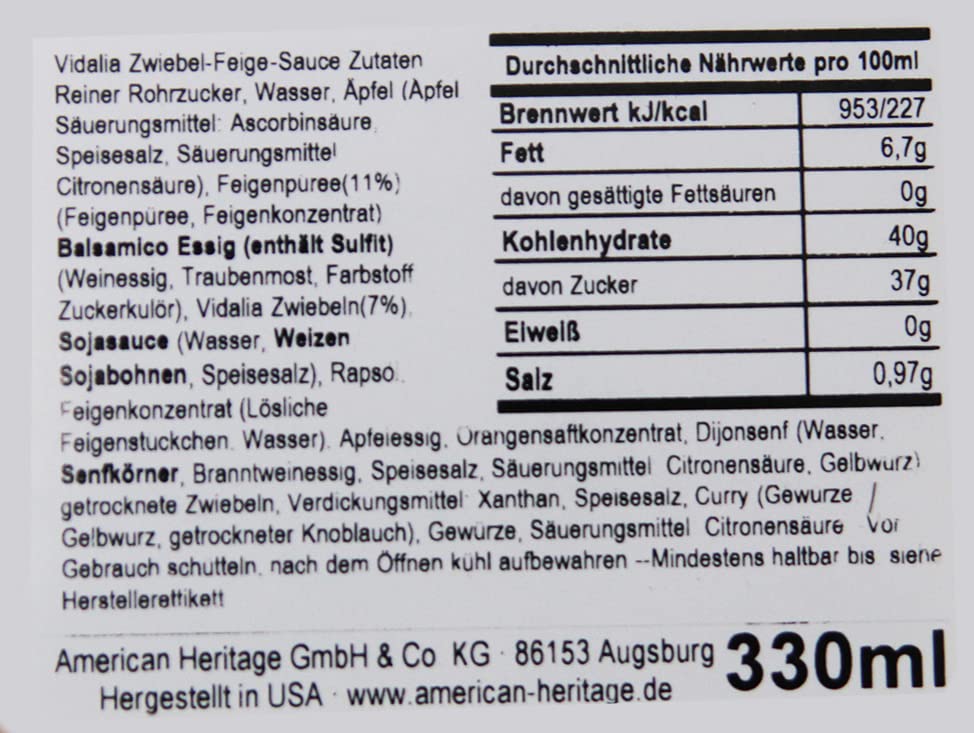 Vidalia Zwiebel-Feige-Sauce Zutaten
Reiner Rohrzucker, Wasser, Äpfel (Äpfel
Säuerungsmittel: Ascorbinsäure,
Speisesalz, Säuerungsmittel
Citronensäure), Feigenpuree(11%)
(Feigenpüree, Feigenkonzentrat)
Balsamico Essig (enthält Sulfit)
(Weinessig, Traubenmost, Farbstoff
Zuckerkulör), Vidalia Zwiebeln(7%),
Sojasauce (Wasser, Weizen
Sojabohnen, Speisesalz),
Feigenkonzentrat (Lösliche
Feigenstuckchen, Wasser), Apfelessig, Orangensaftkonzentrat, Dijonsenf (Wasser,
Senfkörner, Branntweinessig, Speisesalz, Säuerungsmittel Citronensäure, Gelbwurz)
getrocknete Zwiebeln, Verdickungsmittel Xanthan, Speisesalz, Curry (Gewurze
Gelbwurz, getrockneter Knoblauch), Gewürze, Säuerungsmittel Citronensäure Vor
Gebrauch schutteln, nach dem Öffnen kühl aufbewahren --Mindestens haltbar bis siehe
Herstellerettikett
Durchschnittliche Nährwerte pro 100ml
Brennwert kJ/kcal 953/227
Fett 6,7g
davon gesättigte Fettsäuren 0g
Kohlenhydrate 40g
davon Zucker 37g
Eiweiß 0g
Salz 0,97g
American Heritage GmbH & Co KG · 86153 Augsburg
Hergestellt in USA · www.american-heritage.de
330ml